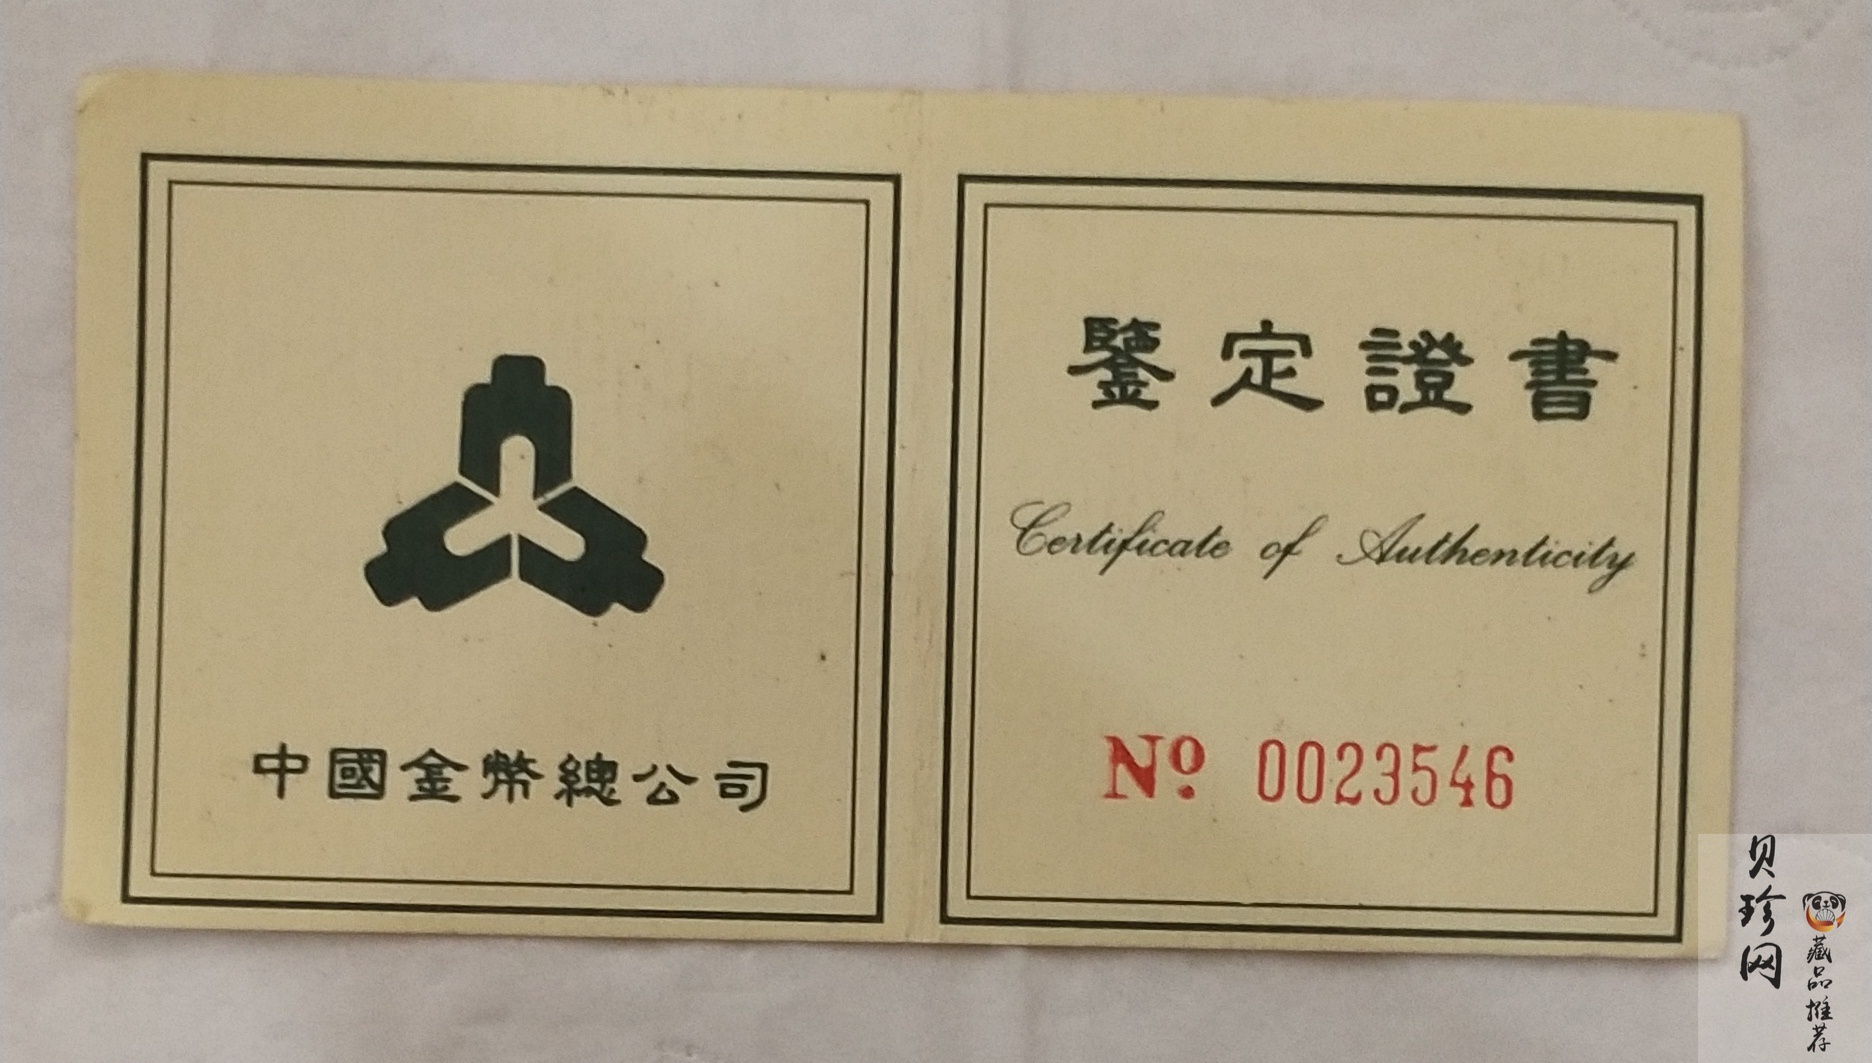 中國金幣總公司
鑒定證書
Certificate of Authenticity
Nº 0023546
贝珍网
藏品推荐